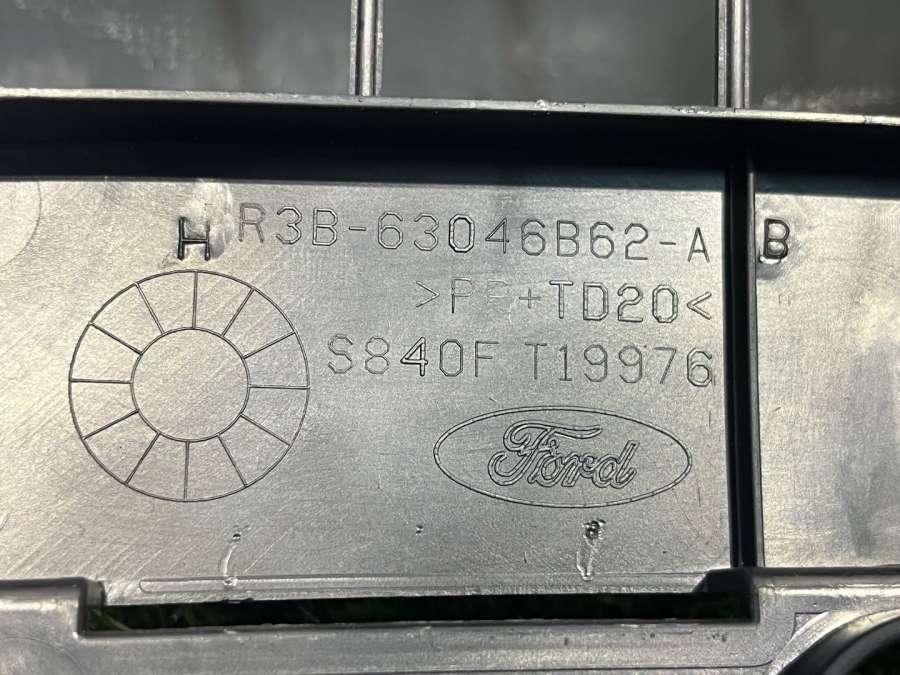 H R3B-63046B62-A B
>PP+TD20<
S840F T19976
Ford